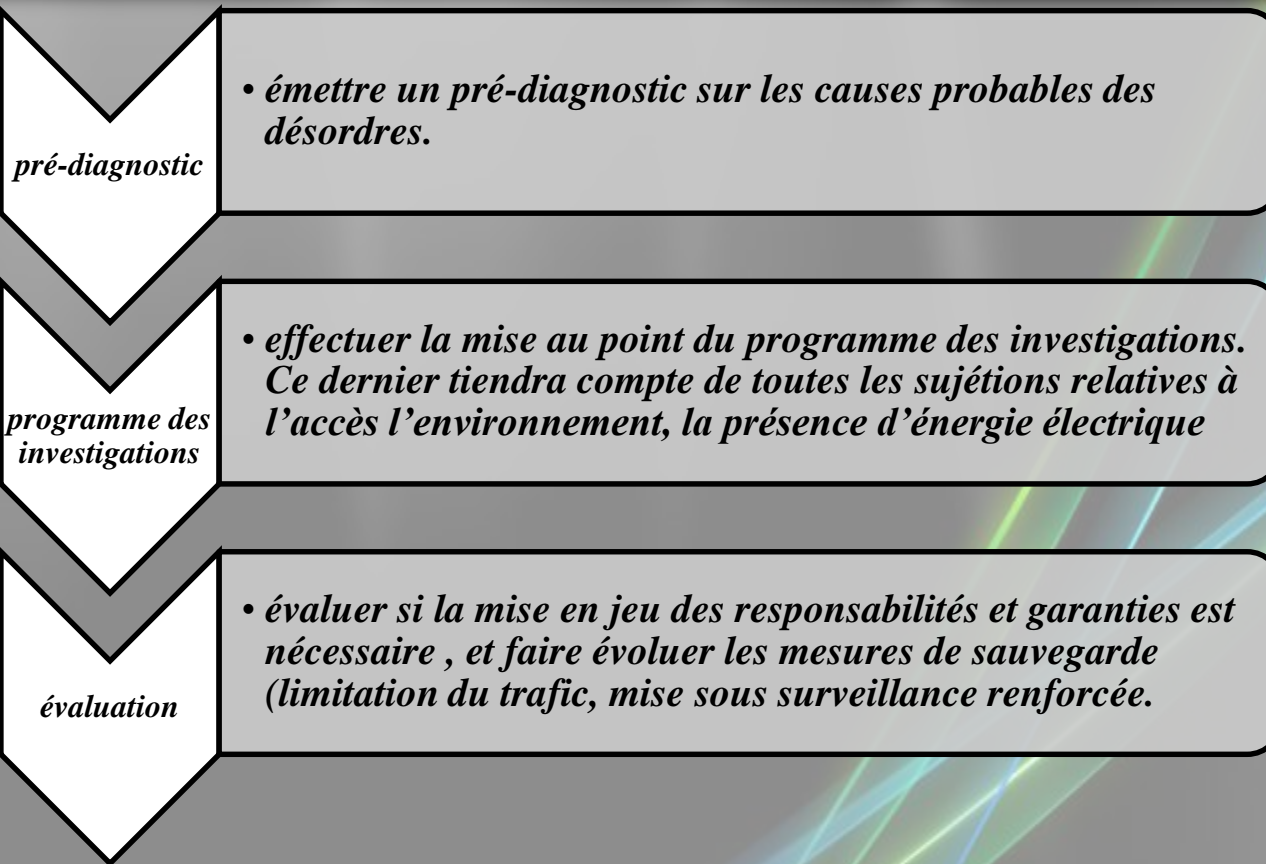 pré-diagnostic
• émettre un pré-diagnostic sur les causes probables des
désordres.
programme des
investigations
• effectuer la mise au point du programme des investigations.
Ce dernier tiendra compte de toutes les sujétions relatives à
l’accès l’environnement, la présence d’énergie électrique
évaluation
• évaluer si la mise en jeu des responsabilités et garanties est
nécessaire , et faire évoluer les mesures de sauvegarde
(limitation du trafic, mise sous surveillance renforcée.